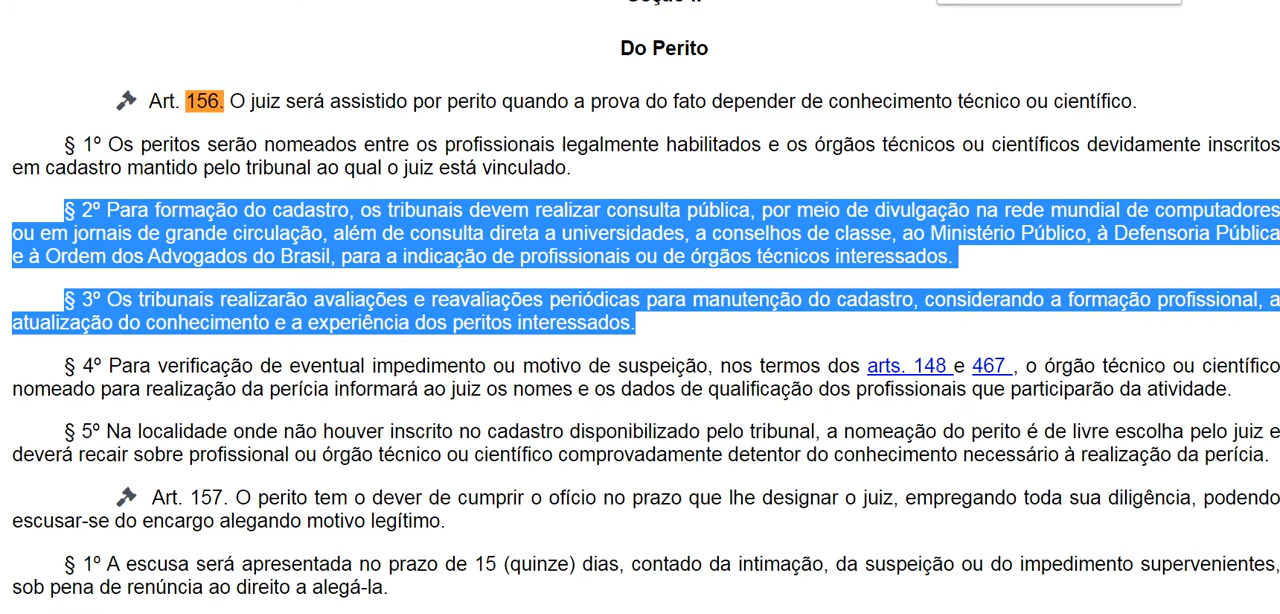 Do Perito
Art. 156. O juiz será assistido por perito quando a prova do fato depender de conhecimento técnico ou científico.
§ 1º Os peritos serão nomeados entre os profissionais legalmente habilitados e os órgãos técnicos ou científicos devidamente inscritos
em cadastro mantido pelo tribunal ao qual o juiz está vinculado.
§ 2º Para formação do cadastro, os tribunais devem realizar consulta pública, por meio de divulgação na rede mundial de computadores
ou em jornais de grande circulação, além de consulta direta a universidades, a conselhos de classe, ao Ministério Público, à Defensoria Pública
e à Ordem dos Advogados do Brasil, para a indicação de profissionais ou de órgãos técnicos interessados.
§ 3º Os tribunais realizarão avaliações e reavaliações periódicas para manutenção do cadastro, considerando a formação profissional, a
atualização do conhecimento e a experiência dos peritos interessados.
§ 4º Para verificação de eventual impedimento ou motivo de suspeição, nos termos dos arts. 148 e 467 , o órgão técnico ou científico
nomeado para realização da perícia informará ao juiz os nomes e os dados de qualificação dos profissionais que participarão da atividade.
§ 5º Na localidade onde não houver inscrito no cadastro disponibilizado pelo tribunal, a nomeação do perito é de livre escolha pelo juiz e
deverá recair sobre profissional ou órgão técnico ou científico comprovadamente detentor do conhecimento necessário à realização da perícia.
Art. 157. O perito tem o dever de cumprir o ofício no prazo que lhe designar o juiz, empregando toda sua diligência, podendo
escusar-se do encargo alegando motivo legítimo.
§ 1º A escusa será apresentada no prazo de 15 (quinze) dias, contado da intimação, da suspeição ou do impedimento supervenientes,
sob pena de renúncia ao direito a alegá-la.